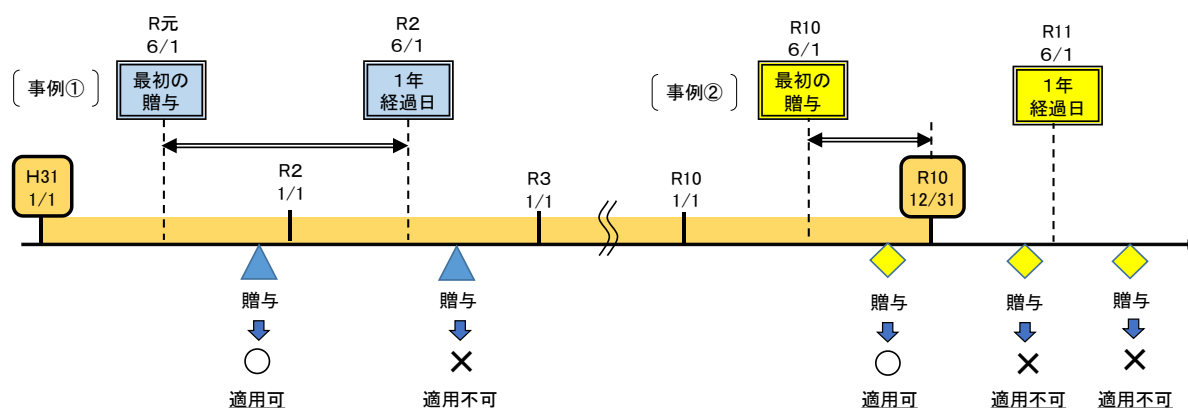 R元
6/1
R2
6/1
R10
6/1
R11
6/1
〔 事例① 〕
最初の
贈与
1年
経過日
〔 事例② 〕
最初の
贈与
1年
経過日
H31
1/1
R2
1/1
R3
1/1
R10
1/1
R10
12/31
贈与
贈与
贈与
贈与
贈与
○
×
○
×
×
適用可
適用不可
適用可
適用不可
適用不可